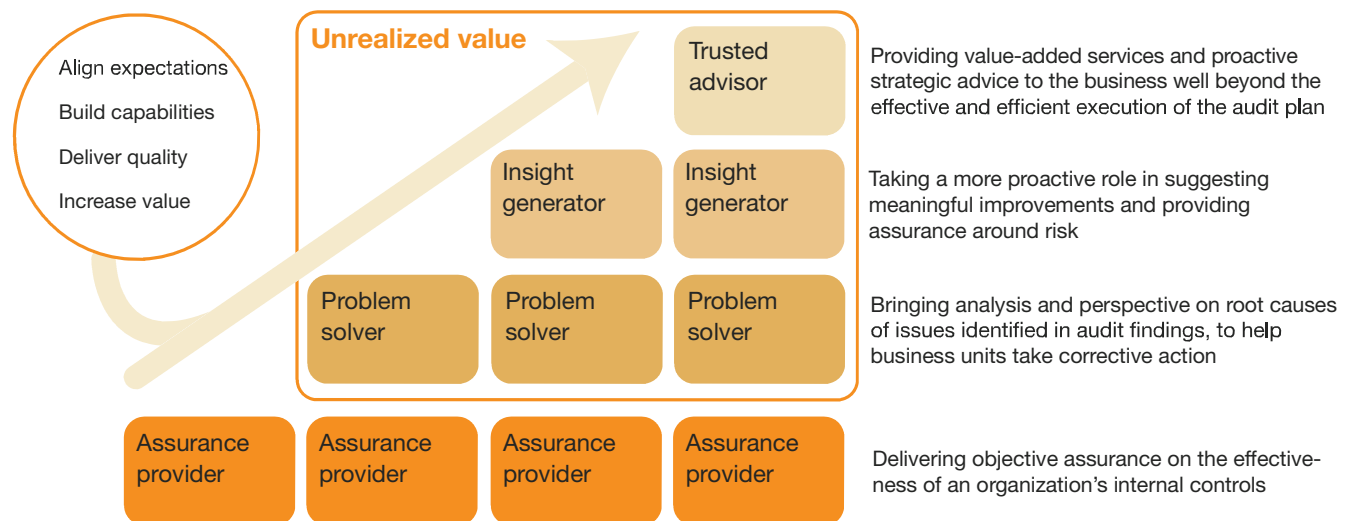 Unrealized value
Align expectations
Build capabilities
Deliver quality
Increase value
Trusted
advisor
Providing value-added services and proactive
strategic advice to the business well beyond the
effective and efficient execution of the audit plan
Insight
generator
Insight
generator
Taking a more proactive role in suggesting
meaningful improvements and providing
assurance around risk
Problem
solver
Problem
solver
Problem
solver
Bringing analysis and perspective on root causes
of issues identified in audit findings, to help
business units take corrective action
Assurance
provider
Assurance
provider
Assurance
provider
Assurance
provider
Delivering objective assurance on the effective-
ness of an organization’s internal controls